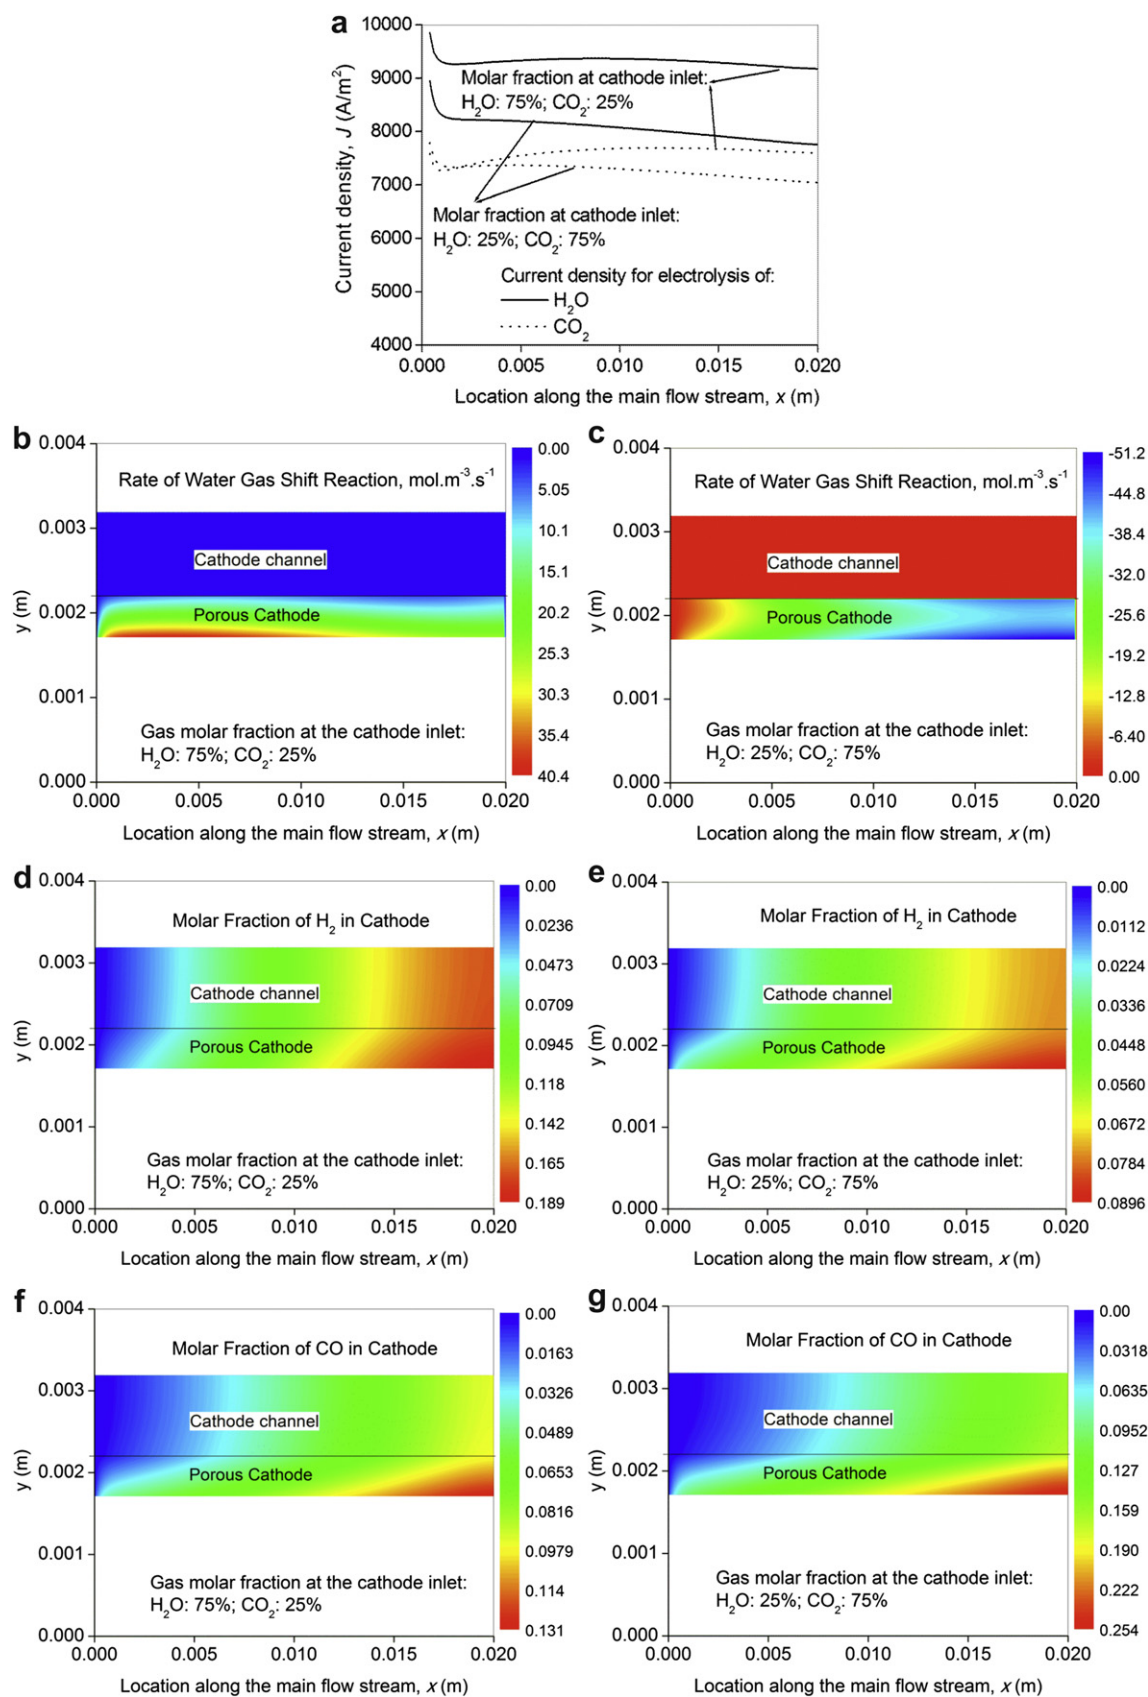 a
10000
9000
8000
7000
6000
5000
4000
Current density, J (A/m²)
Molar fraction at cathode inlet:
H₂O: 75%; CO₂: 25%
Molar fraction at cathode inlet:
H₂O: 25%; CO₂: 75%
Current density for electrolysis of:
H₂O
CO₂
0.000 0.005 0.010 0.015 0.020
Location along the main flow stream, x (m)
b
0.004
0.003
0.002
0.001
0.000
y (m)
Rate of Water Gas Shift Reaction, mol.m⁻³.s⁻¹
Cathode channel
Porous Cathode
Gas molar fraction at the cathode inlet:
H₂O: 75%; CO₂: 25%
0.000 0.005 0.010 0.015 0.020
Location along the main flow stream, x (m)
0.00
5.05
10.1
15.1
20.2
25.3
30.3
35.4
40.4
c
0.004
0.003
0.002
0.001
0.000
y (m)
Rate of Water Gas Shift Reaction, mol.m⁻³.s⁻¹
Cathode channel
Porous Cathode
Gas molar fraction at the cathode inlet:
H₂O: 25%; CO₂: 75%
0.000 0.005 0.010 0.015 0.020
Location along the main flow stream, x (m)
-51.2
-44.8
-38.4
-32.0
-25.6
-19.2
-12.8
-6.40
0.00
d
0.004
0.003
0.002
0.001
0.000
y (m)
Molar Fraction of H₂ in Cathode
Cathode channel
Porous Cathode
Gas molar fraction at the cathode inlet:
H₂O: 75%; CO₂: 25%
0.000 0.005 0.010 0.015 0.020
Location along the main flow stream, x (m)
0.00
0.0236
0.0473
0.0709
0.0945
0.118
0.142
0.165
0.189
e
0.004
0.003
0.002
0.001
0.000
y (m)
Molar Fraction of H₂ in Cathode
Cathode channel
Porous Cathode
Gas molar fraction at the cathode inlet:
H₂O: 25%; CO₂: 75%
0.000 0.005 0.010 0.015 0.020
Location along the main flow stream, x (m)
0.00
0.0112
0.0224
0.0336
0.0448
0.0560
0.0672
0.0784
0.0896
f
0.004
0.003
0.002
0.001
0.000
y (m)
Molar Fraction of CO in Cathode
Cathode channel
Porous Cathode
Gas molar fraction at the cathode inlet:
H₂O: 75%; CO₂: 25%
0.000 0.005 0.010 0.015 0.020
Location along the main flow stream, x (m)
0.00
0.0163
0.0326
0.0489
0.0653
0.0816
0.0979
0.114
0.131
g
0.004
0.003
0.002
0.001
0.000
y (m)
Molar Fraction of CO in Cathode
Cathode channel
Porous Cathode
Gas molar fraction at the cathode inlet:
H₂O: 25%; CO₂: 75%
0.000 0.005 0.010 0.015 0.020
Location along the main flow stream, x (m)
0.00
0.0318
0.0635
0.0952
0.127
0.159
0.190
0.222
0.254